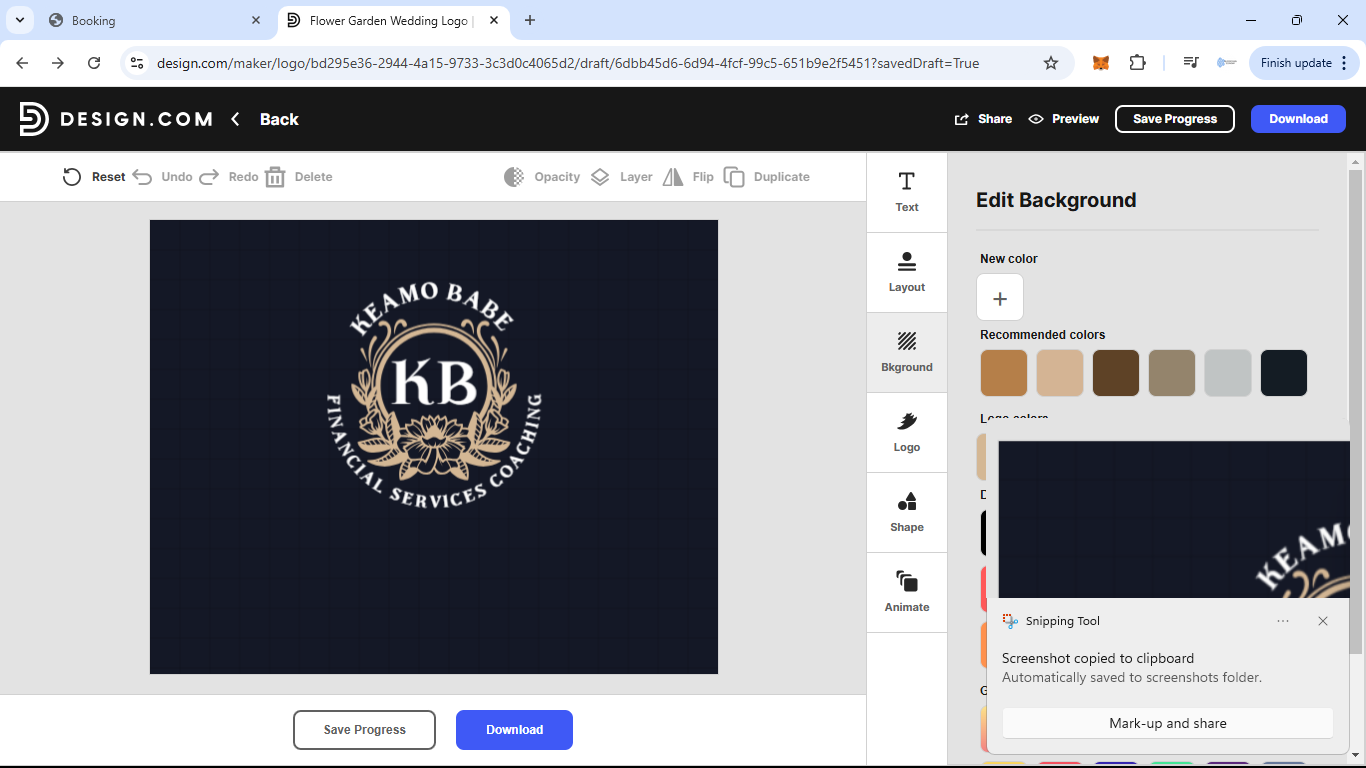 Booking
Flower Garden Wedding Logo |
design.com/maker/logo/bd295e36-2944-4a15-9733-3c3d0c4065d2/draft/6dbb45d6-6d94-4fcf-99c5-651b9e2f5451?savedDraft=True
Finish update
DESIGN.COM
Back
Share
Preview
Save Progress
Download
Reset
Undo
Redo
Delete
Opacity
Layer
Flip
Duplicate
KEAMO BABE
KB
FINANCIAL SERVICES COACHING
Save Progress
Download
Text
Layout
Bkground
Logo
Shape
Animate
Edit Background
New color
Recommended colors
Logo colors
D
G
KEAMO
Snipping Tool
Screenshot copied to clipboard
Automatically saved to screenshots folder.
Mark-up and share